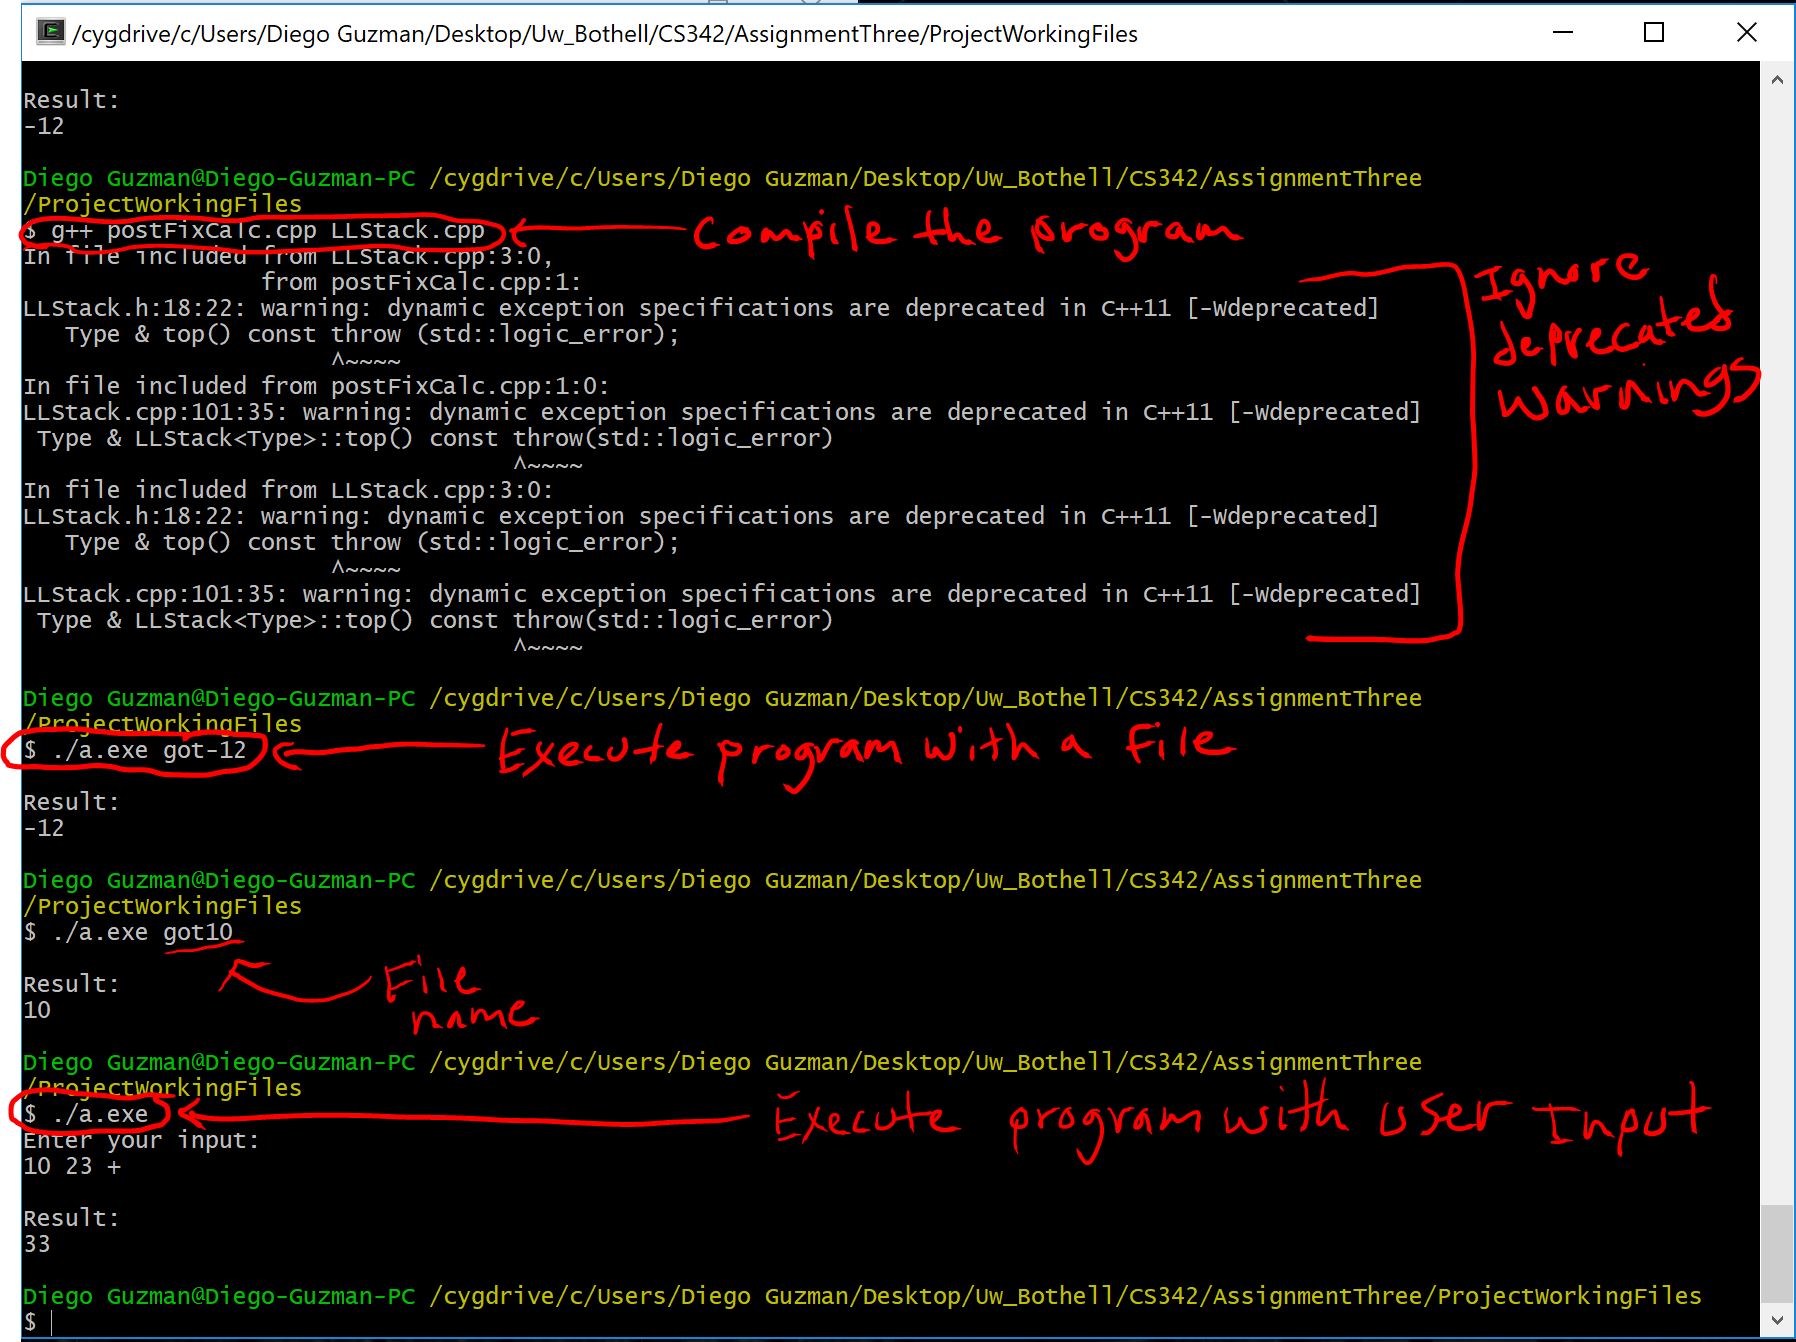 /cygdrive/c/Users/Diego Guzman/Desktop/Uw_Bothell/CS342/AssignmentThree/ProjectWorkingFiles
Result:
-12
Diego Guzman@Diego-Guzman-PC /cygdrive/c/Users/Diego Guzman/Desktop/Uw_Bothell/CS342/AssignmentThree
/ProjectWorkingFiles
$ g++ postFixCalc.cpp LLStack.cpp
Compile the program
In file included from LLStack.cpp:3:0,
                 from postFixCalc.cpp:1:
LLStack.h:18:22: warning: dynamic exception specifications are deprecated in C++11 [-Wdeprecated]
   Type & top() const throw (std::logic_error);
                      ^~~~~
Ignore
deprecated
warnings
In file included from postFixCalc.cpp:1:0:
LLStack.cpp:101:35: warning: dynamic exception specifications are deprecated in C++11 [-Wdeprecated]
 Type & LLStack<Type>::top() const throw(std::logic_error)
                                   ^~~~~
In file included from LLStack.cpp:3:0:
LLStack.h:18:22: warning: dynamic exception specifications are deprecated in C++11 [-Wdeprecated]
   Type & top() const throw (std::logic_error);
                      ^~~~~
LLStack.cpp:101:35: warning: dynamic exception specifications are deprecated in C++11 [-Wdeprecated]
 Type & LLStack<Type>::top() const throw(std::logic_error)
                                   ^~~~~
Diego Guzman@Diego-Guzman-PC /cygdrive/c/Users/Diego Guzman/Desktop/Uw_Bothell/CS342/AssignmentThree
/ProjectWorkingFiles
$ ./a.exe got-12
Execute program with a file
Result:
-12
Diego Guzman@Diego-Guzman-PC /cygdrive/c/Users/Diego Guzman/Desktop/Uw_Bothell/CS342/AssignmentThree
/ProjectWorkingFiles
$ ./a.exe got10
File
name
Result:
10
Diego Guzman@Diego-Guzman-PC /cygdrive/c/Users/Diego Guzman/Desktop/Uw_Bothell/CS342/AssignmentThree
/ProjectWorkingFiles
$ ./a.exe
Execute program with user Input
Enter your input:
10 23 +
Result:
33
Diego Guzman@Diego-Guzman-PC /cygdrive/c/Users/Diego Guzman/Desktop/Uw_Bothell/CS342/AssignmentThree/ProjectWorkingFiles
$